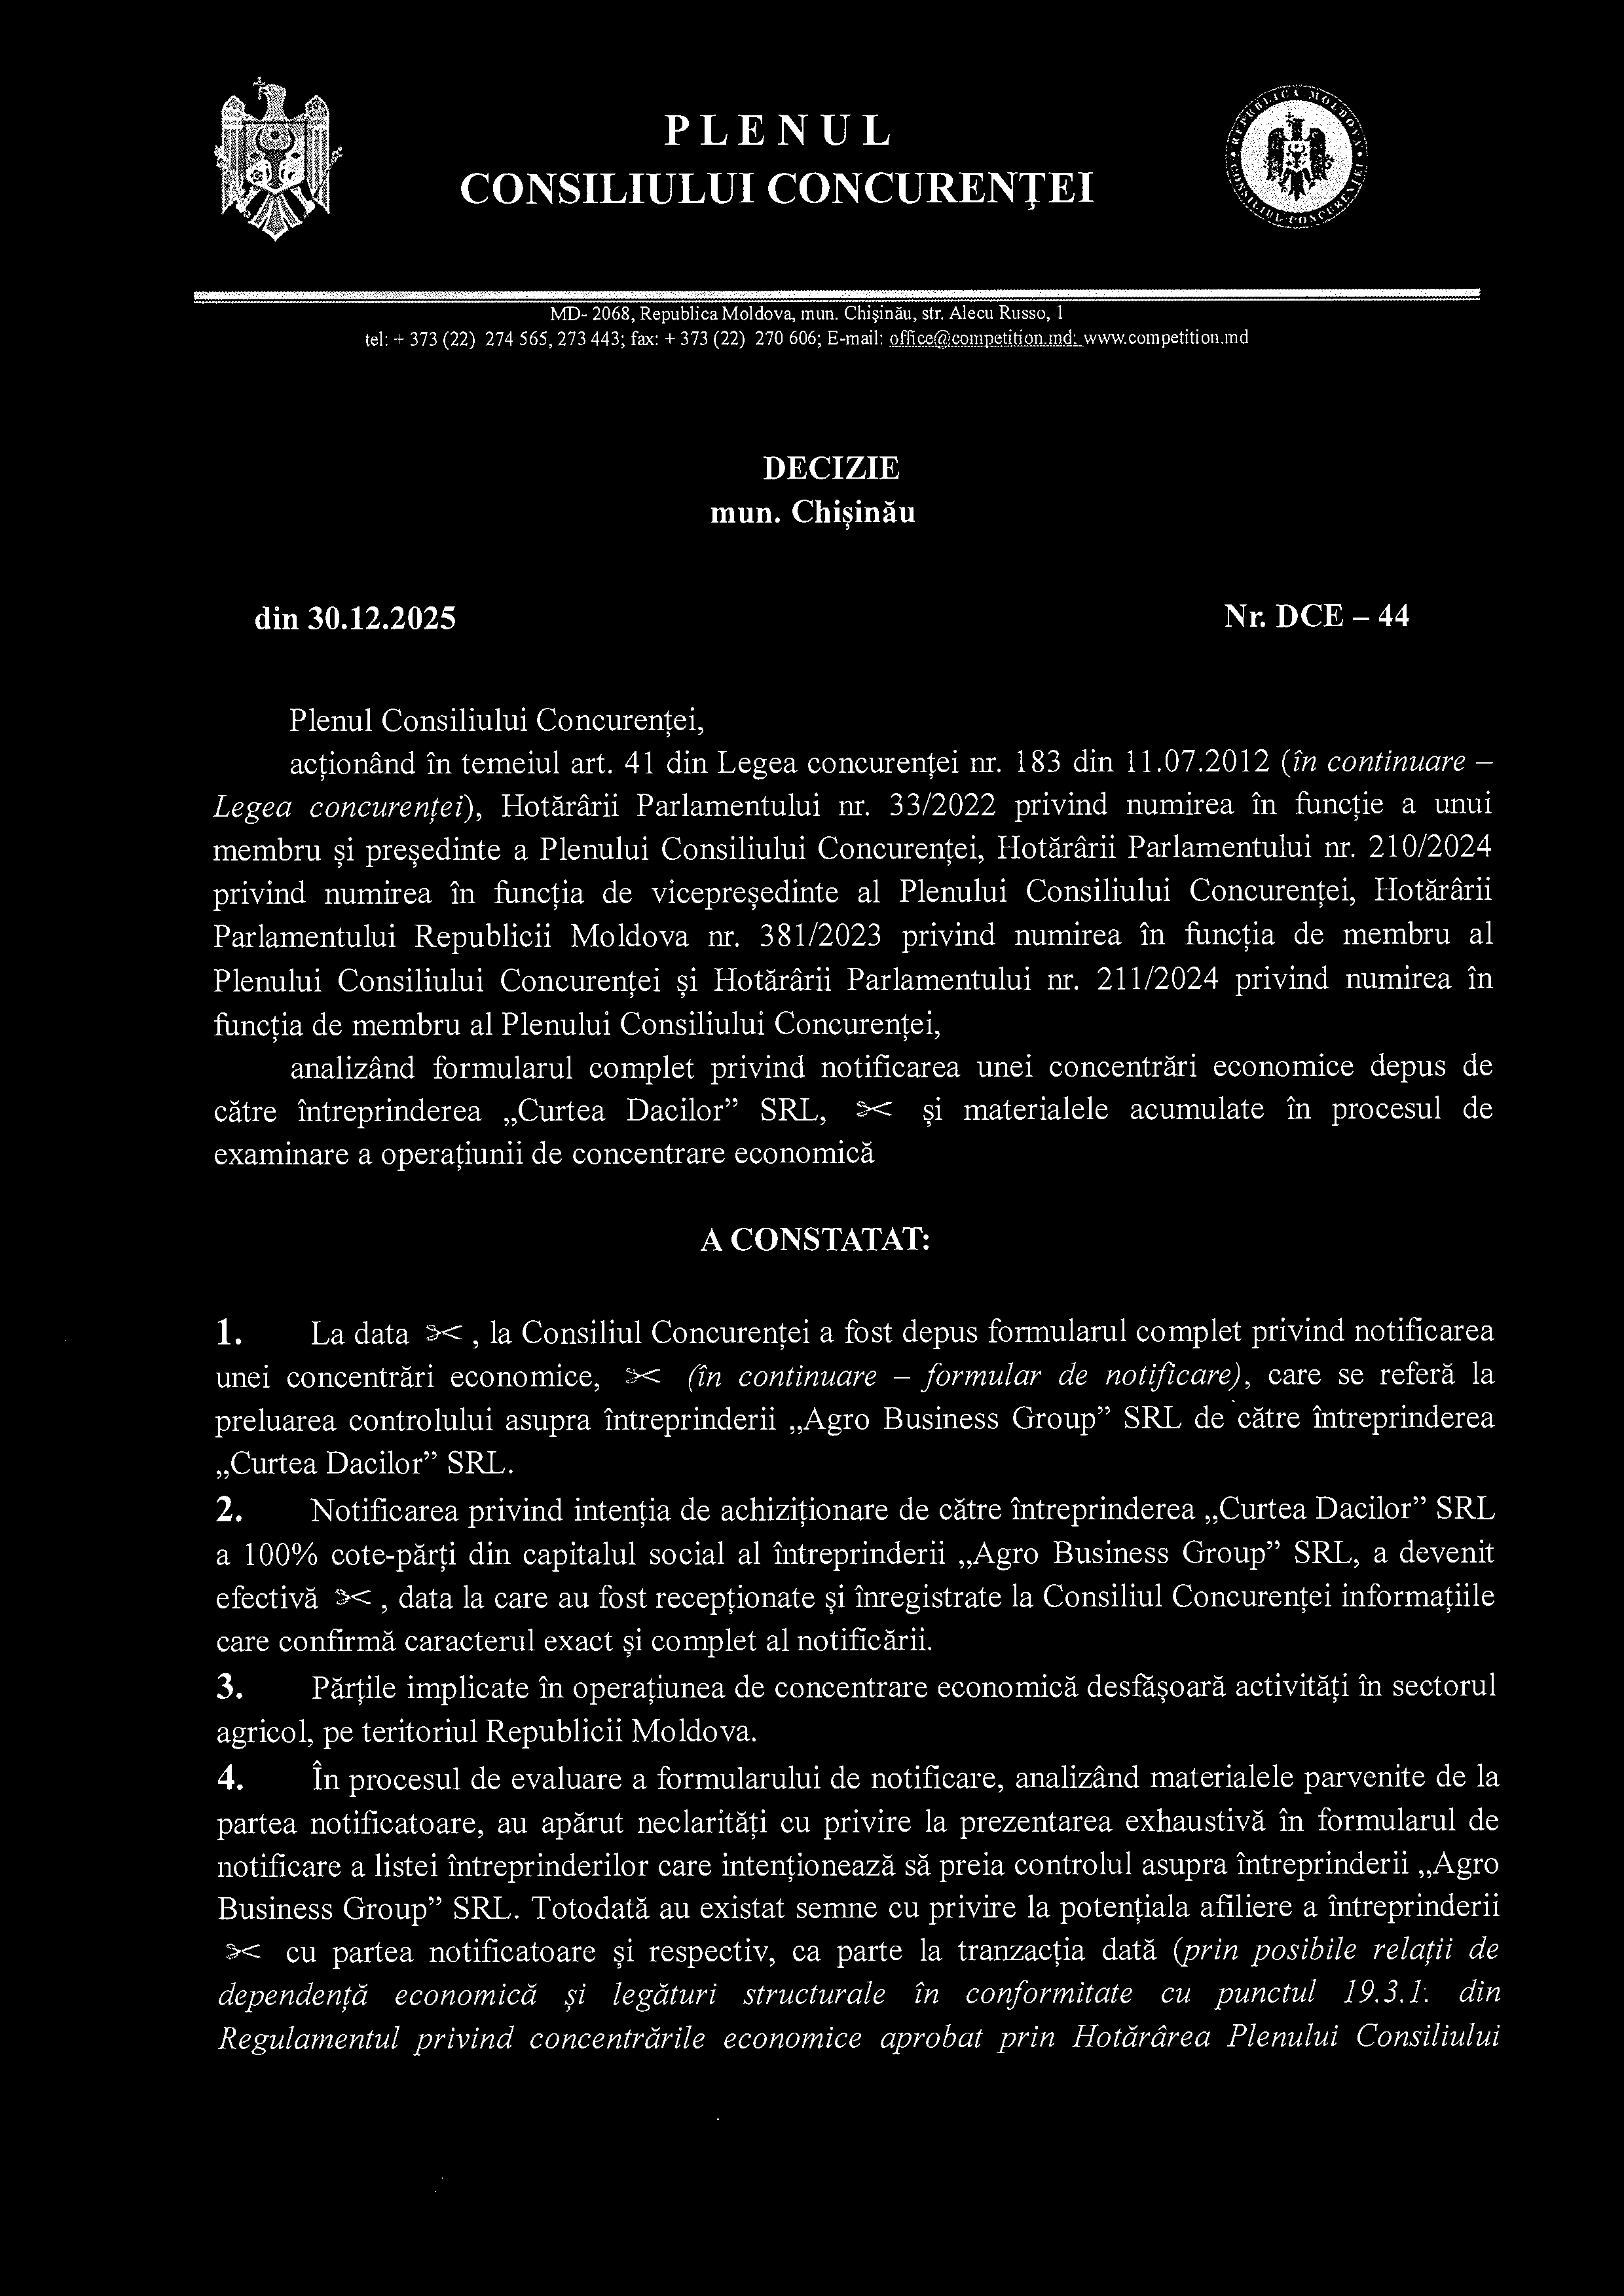 PLENUL
CONSILIULUI CONCURENȚEI
REPUBLICA MOLDOVA • CONSILIUL CONCURENȚEI •
MD- 2068, Republica Moldova, mun. Chișinău, str. Alecu Russo, 1
tel: + 373 (22) 274 565, 273 443; fax: + 373 (22) 270 606; E-mail: office@competition.md; www.competition.md
DECIZIE
mun. Chișinău
din 30.12.2025 Nr. DCE – 44
Plenul Consiliului Concurenței,
acționând în temeiul art. 41 din Legea concurenței nr. 183 din 11.07.2012 (în continuare –
Legea concurenței), Hotărârii Parlamentului nr. 33/2022 privind numirea în funcție a unui
membru și președinte a Plenului Consiliului Concurenței, Hotărârii Parlamentului nr. 210/2024
privind numirea în funcția de vicepreședinte al Plenului Consiliului Concurenței, Hotărârii
Parlamentului Republicii Moldova nr. 381/2023 privind numirea în funcția de membru al
Plenului Consiliului Concurenței și Hotărârii Parlamentului nr. 211/2024 privind numirea în
funcția de membru al Plenului Consiliului Concurenței,
analizând formularul complet privind notificarea unei concentrări economice depus de
către întreprinderea „Curtea Dacilor” SRL, ✂ și materialele acumulate în procesul de
examinare a operațiunii de concentrare economică
A CONSTATAT:
1. La data ✂ , la Consiliul Concurenței a fost depus formularul complet privind notificarea
unei concentrări economice, ✂ (în continuare – formular de notificare), care se referă la
preluarea controlului asupra întreprinderii „Agro Business Group” SRL de către întreprinderea
„Curtea Dacilor” SRL.
2. Notificarea privind intenția de achiziționare de către întreprinderea „Curtea Dacilor” SRL
a 100% cote-părți din capitalul social al întreprinderii „Agro Business Group” SRL, a devenit
efectivă ✂ , data la care au fost recepționate și înregistrate la Consiliul Concurenței informațiile
care confirmă caracterul exact și complet al notificării.
3. Părțile implicate în operațiunea de concentrare economică desfășoară activități în sectorul
agricol, pe teritoriul Republicii Moldova.
4. În procesul de evaluare a formularului de notificare, analizând materialele parvenite de la
partea notificatoare, au apărut neclarități cu privire la prezentarea exhaustivă în formularul de
notificare a listei întreprinderilor care intenționează să preia controlul asupra întreprinderii „Agro
Business Group” SRL. Totodată au existat semne cu privire la potențiala afiliere a întreprinderii
✂ cu partea notificatoare și respectiv, ca parte la tranzacția dată (prin posibile relații de
dependență economică și legături structurale în conformitate cu punctul 19.3.1. din
Regulamentul privind concentrările economice aprobat prin Hotărârea Plenului Consiliului